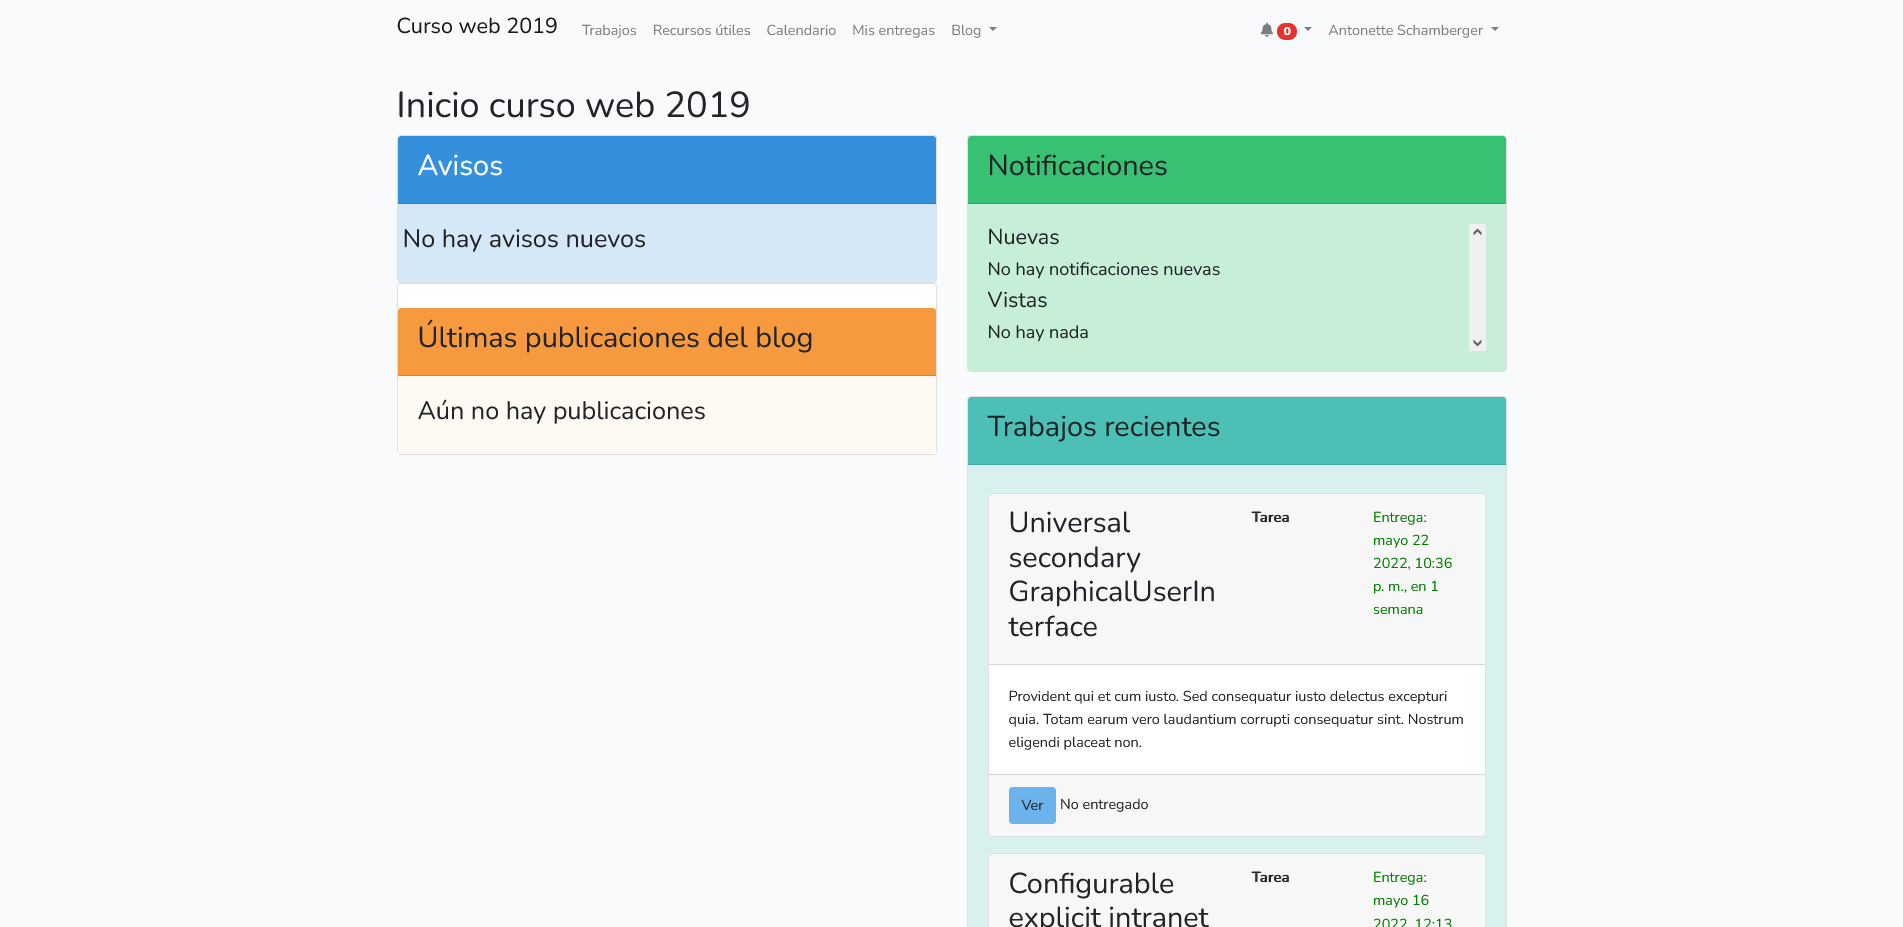 Curso web 2019 Trabajos Recursos útiles Calendario Mis entregas Blog 0 Antonette Schamberger
Inicio curso web 2019
Avisos
No hay avisos nuevos
Últimas publicaciones del blog
Aún no hay publicaciones
Notificaciones
Nuevas
No hay notificaciones nuevas
Vistas
No hay nada
Trabajos recientes
Universal
secondary
GraphicalUserIn
terface
Tarea
Entrega:
mayo 22
2022, 10:36
p. m., en 1
semana
Provident qui et cum iusto. Sed consequatur iusto delectus excepturi
quia. Totam earum vero laudantium corrupti consequatur sint. Nostrum
eligendi placeat non.
Ver No entregado
Configurable
explicit intranet
Tarea
Entrega:
mayo 16
2022, 12:13